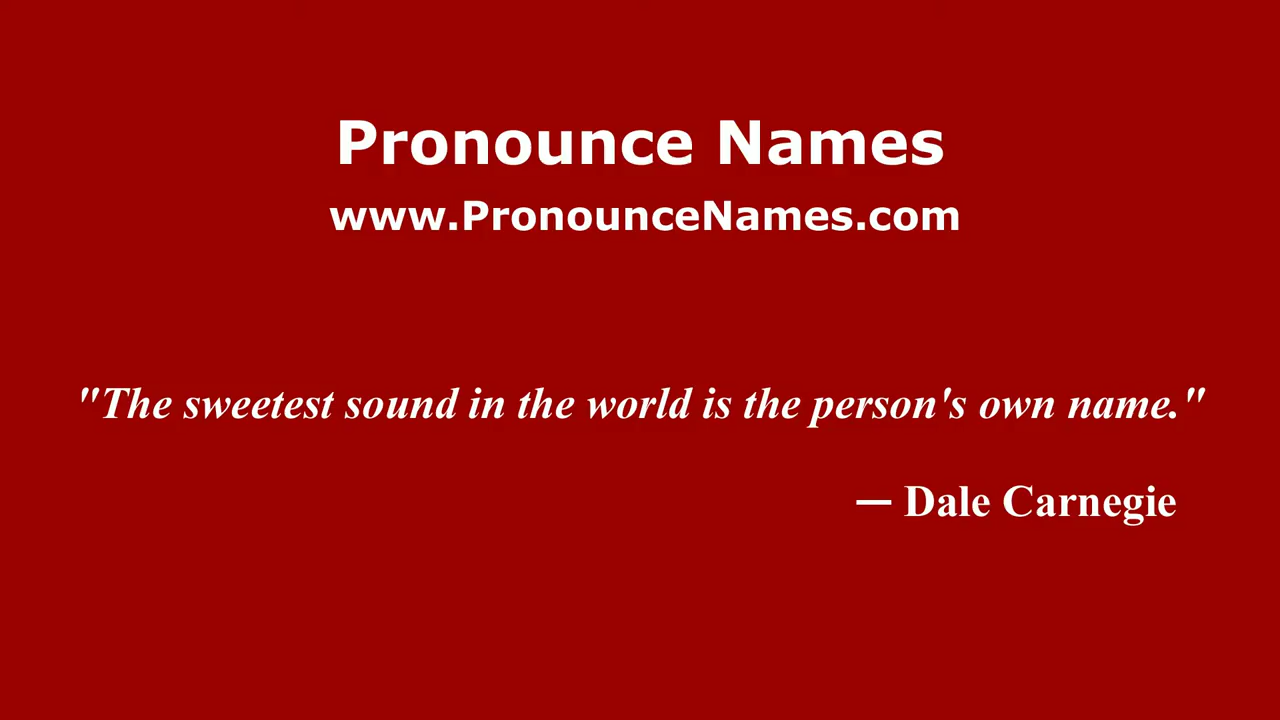 Pronounce Names
www.PronounceNames.com
"The sweetest sound in the world is the person's own name."
— Dale Carnegie